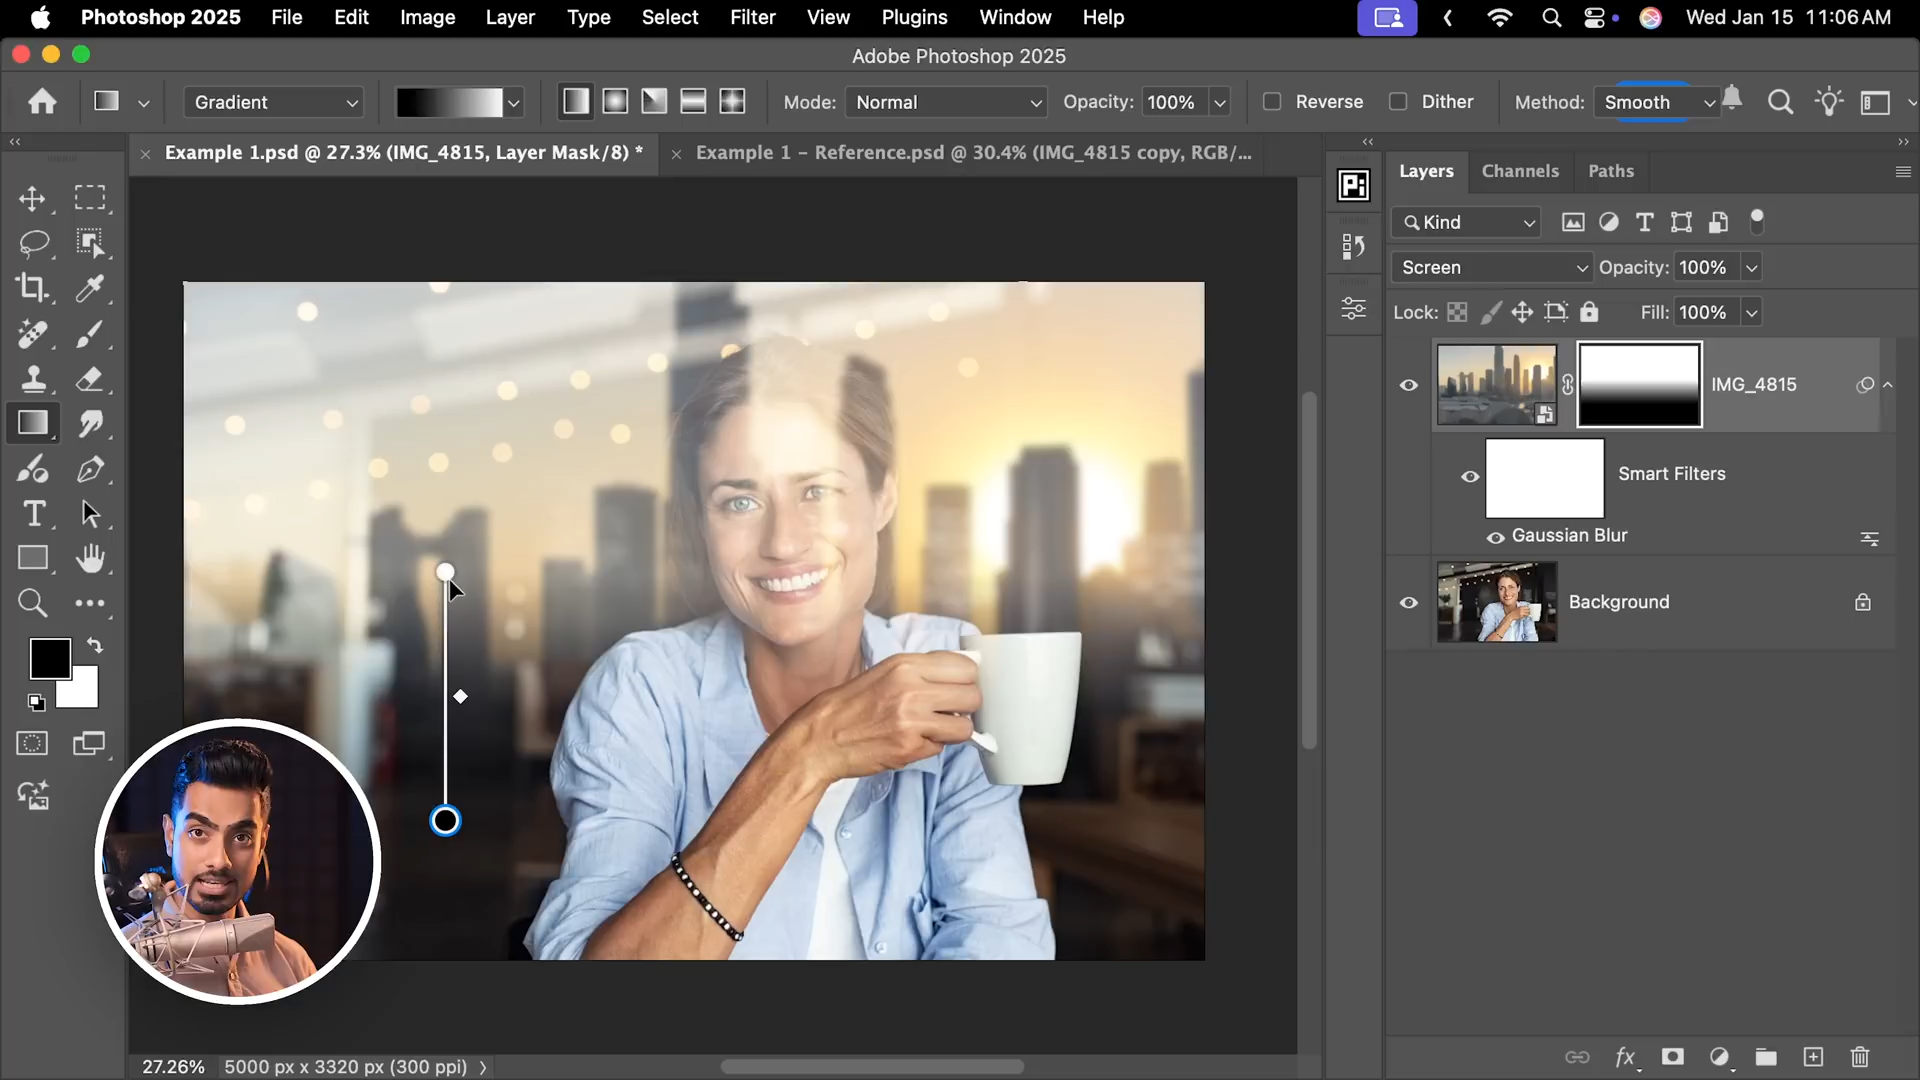 Photoshop 2025 File Edit Image Layer Type Select Filter View Plugins Window Help Wed Jan 15 11:06 AM
Adobe Photoshop 2025
Gradient Mode: Normal Opacity: 100% Reverse Dither Method: Smooth
Example 1.psd @ 27.3% (IMG_4815, Layer Mask/8) * Example 1 – Reference.psd @ 30.4% (IMG_4815 copy, RGB/...
Layers Channels Paths
Pi
Kind
Screen Opacity: 100%
Lock: Fill: 100%
IMG_4815
Smart Filters
Gaussian Blur
Background
27.26% 5000 px x 3320 px (300 ppi)
fx